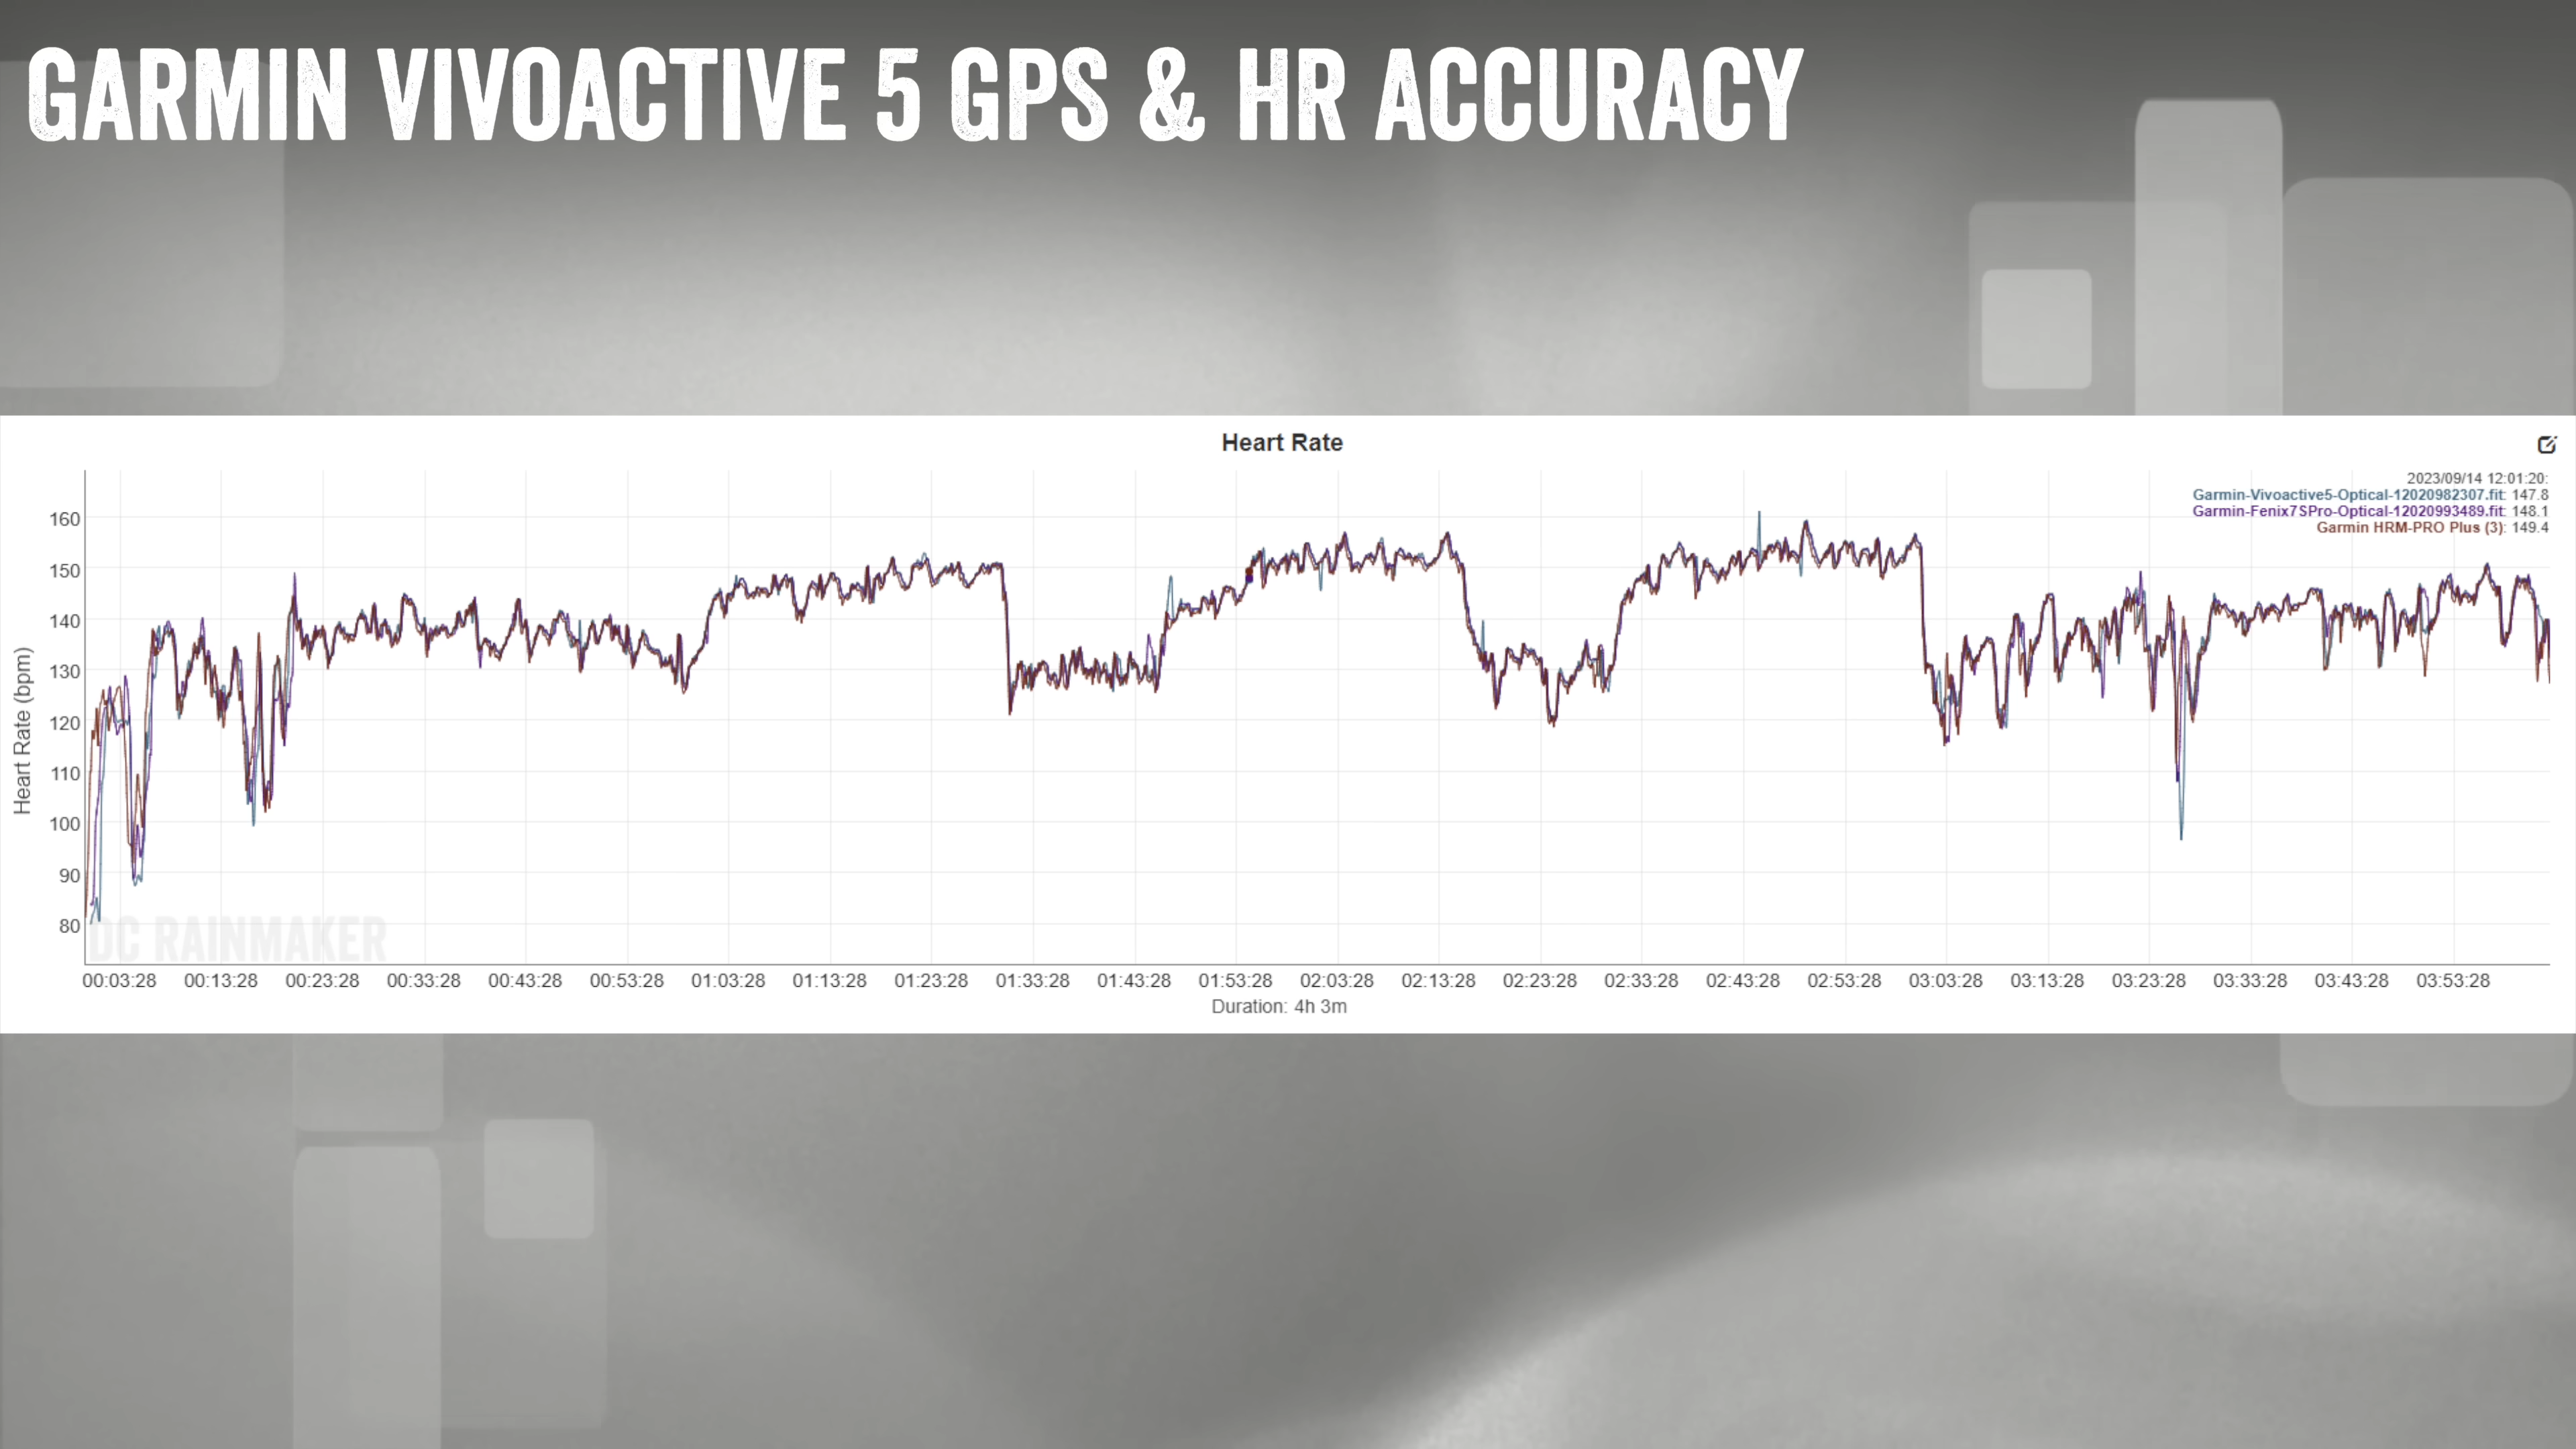 GARMIN VIVOACTIVE 5 GPS & HR ACCURACY
Heart Rate
2023/09/14 12:01:20:
Garmin-Vivoactive5-Optical-12020982307.fit: 147.8
Garmin-Fenix7SPro-Optical-12020993489.fit: 148.1
Garmin HRM-PRO Plus (3): 149.4
Heart Rate (bpm)
160
150
140
130
120
110
100
90
80
DC RAINMAKER
00:03:28 00:13:28 00:23:28 00:33:28 00:43:28 00:53:28 01:03:28 01:13:28 01:23:28 01:33:28 01:43:28 01:53:28 02:03:28 02:13:28 02:23:28 02:33:28 02:43:28 02:53:28 03:03:28 03:13:28 03:23:28 03:33:28 03:43:28 03:53:28
Duration: 4h 3m